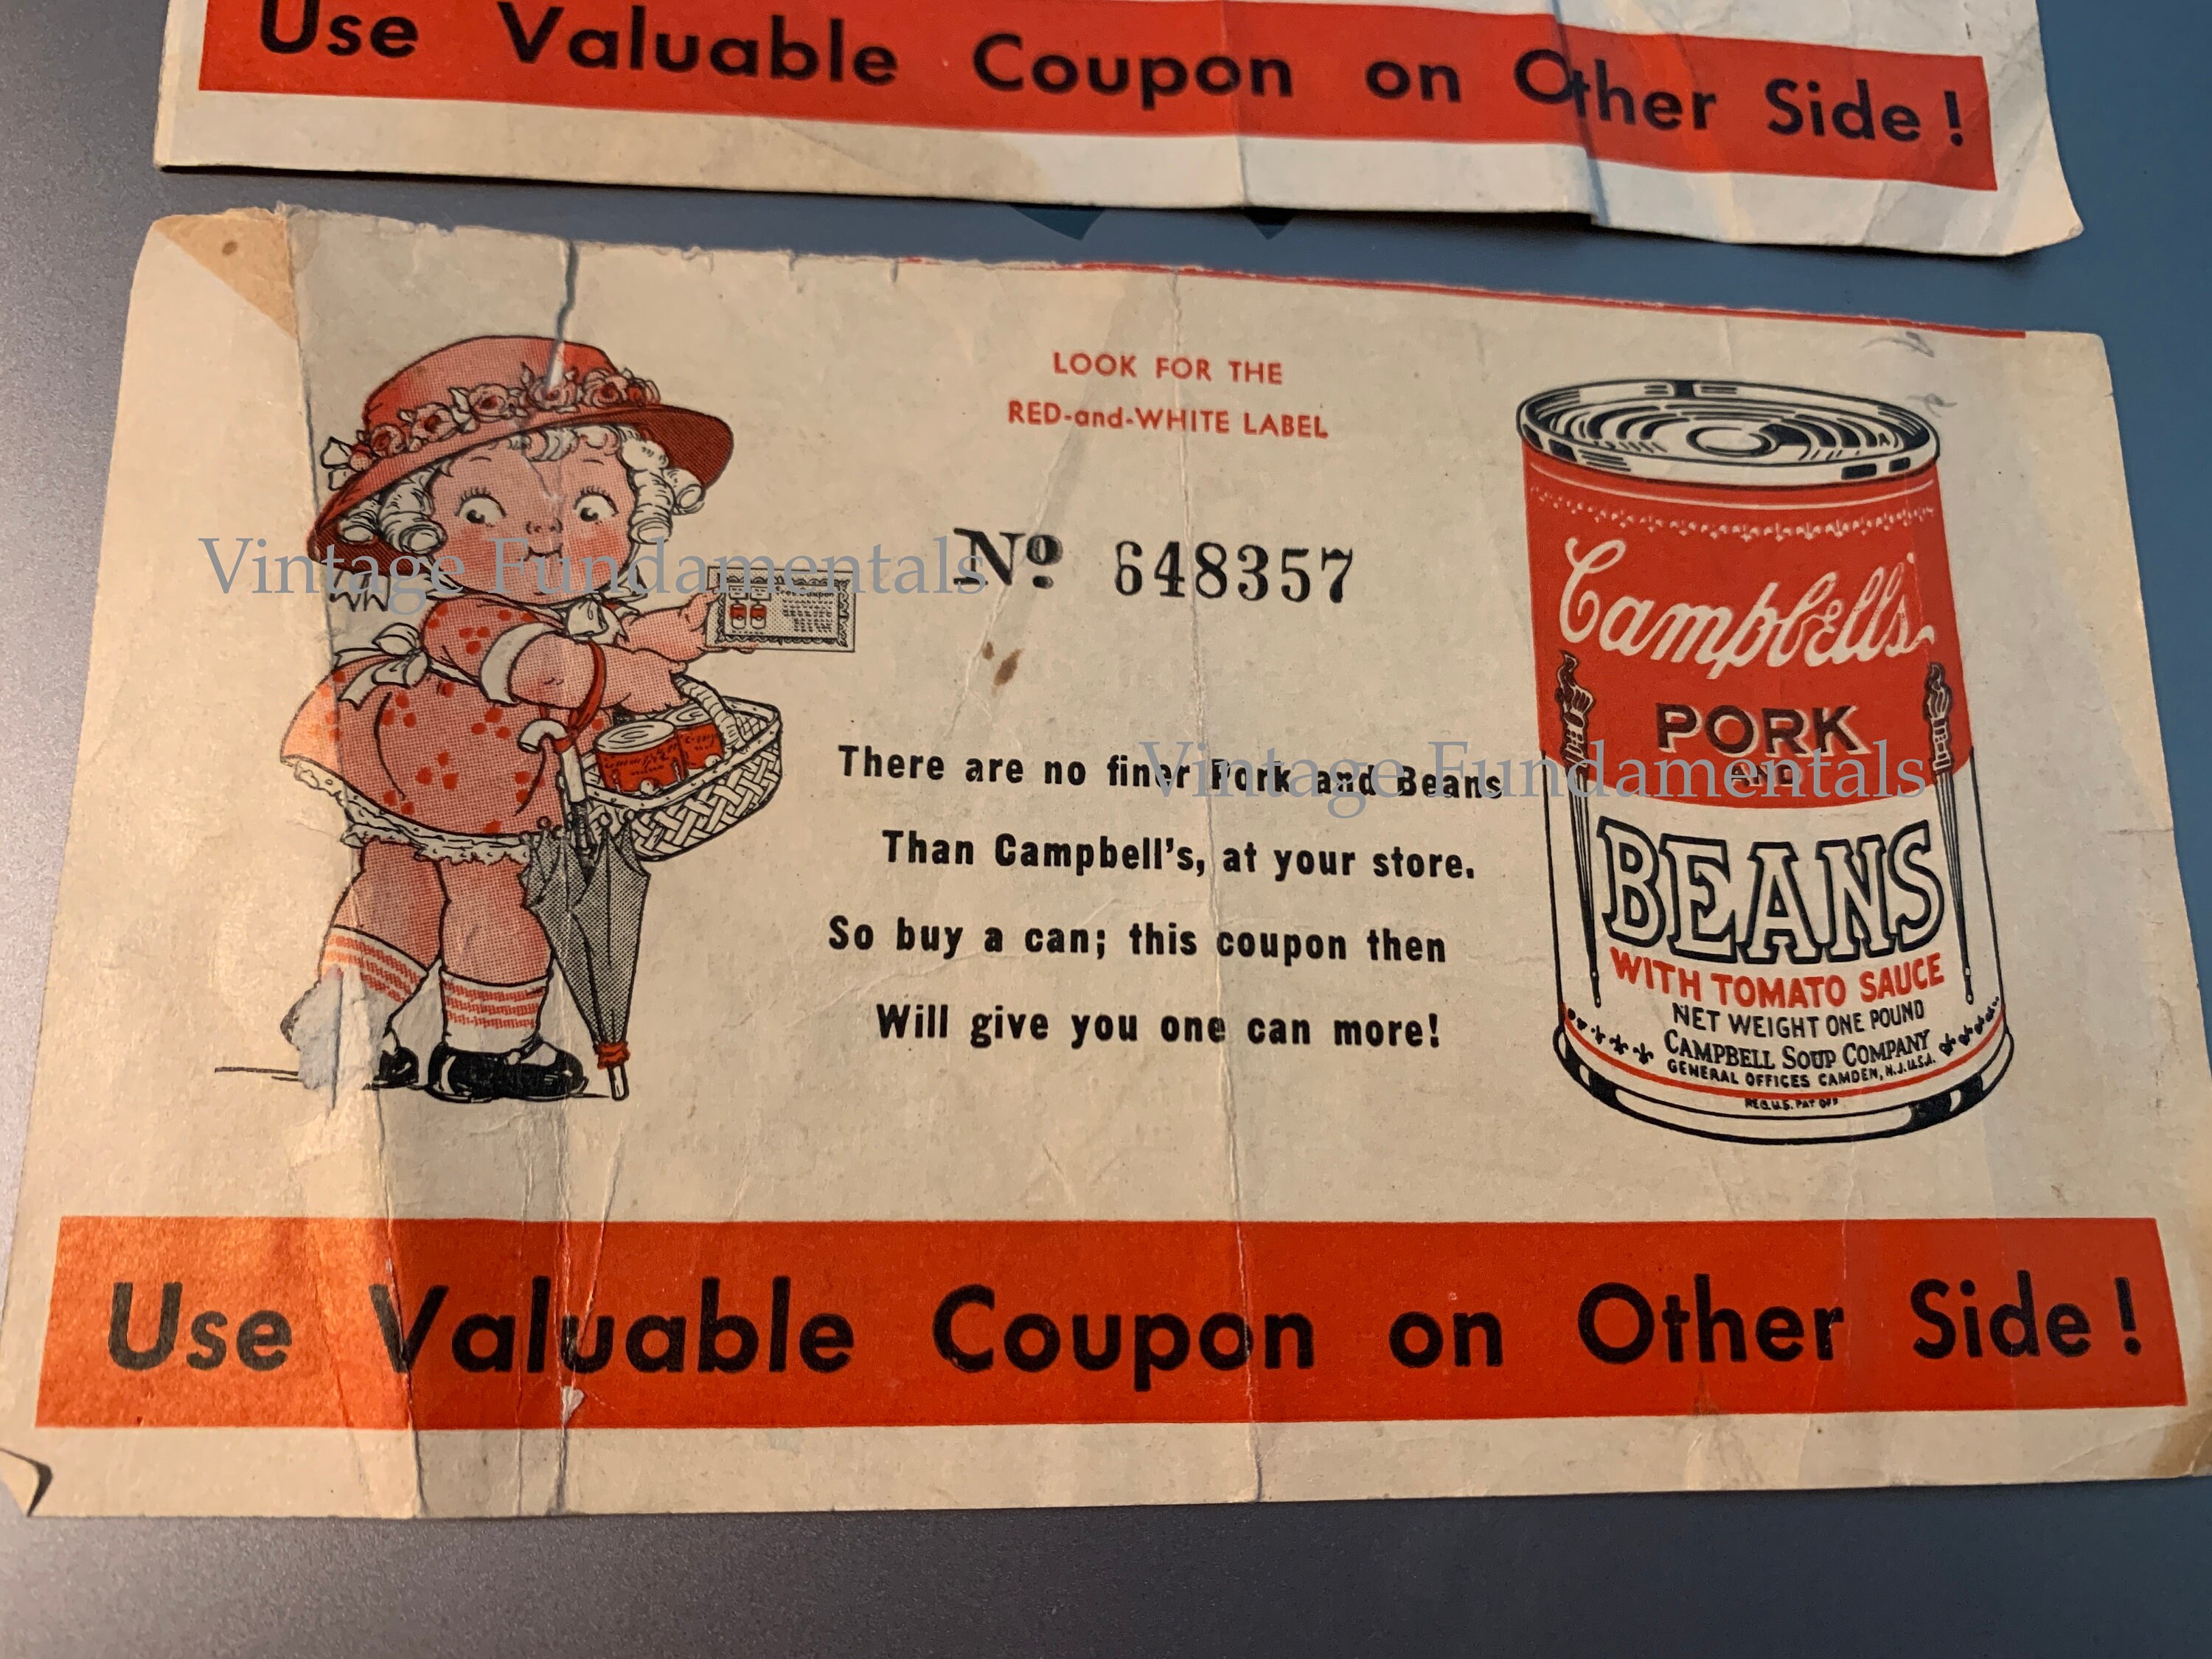 Use Valuable Coupon on Other Side!
LOOK FOR THE
RED-and-WHITE LABEL
No 648357
There are no finer Pork and Beans
Than Campbell's, at your store.
So buy a can; this coupon then
Will give you one can more!
Campbell's
PORK
AND
BEANS
WITH TOMATO SAUCE
NET WEIGHT ONE POUND
CAMPBELL SOUP COMPANY
GENERAL OFFICES CAMDEN, N.J. U.S.A.
REG. U.S. PAT OFF
Use Valuable Coupon on Other Side!
Vintage Fundamentals
Vintage Fundamentals